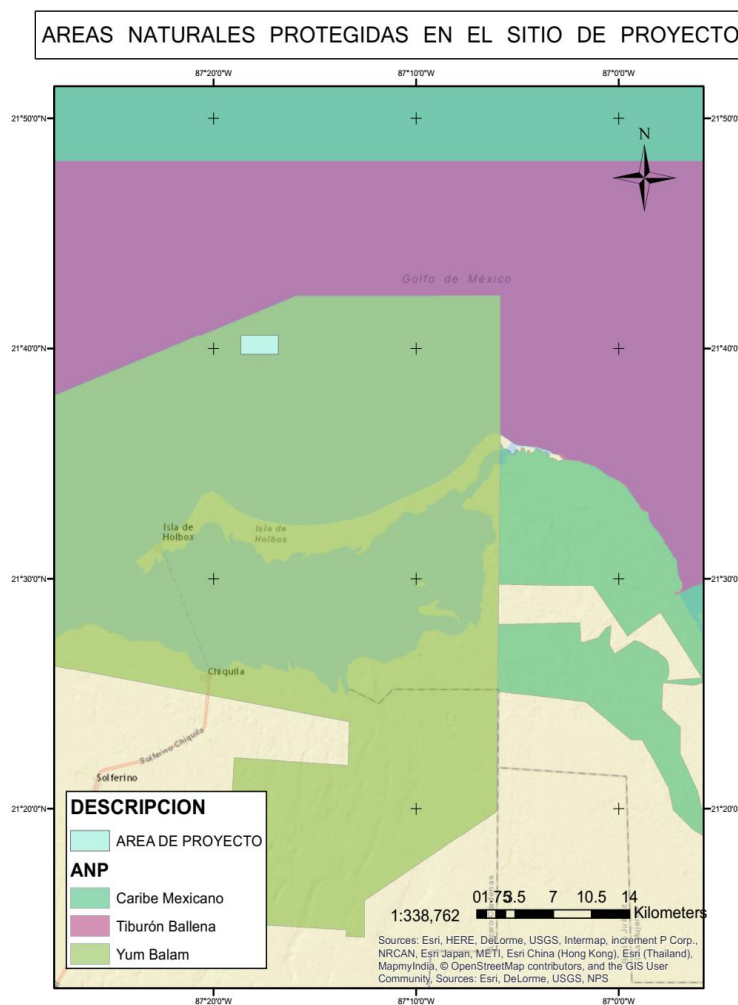 AREAS NATURALES PROTEGIDAS EN EL SITIO DE PROYECTO
87°20'0"W 87°10'0"W 87°0'0"W
21°50'0"N 21°50'0"N
N
Golfo de México
21°40'0"N 21°40'0"N
Isla de
Holbox
Isla de
Holbox
21°30'0"N 21°30'0"N
Chiquila
Solferino-Chiquila
Solferino
21°20'0"N 21°20'0"N
DESCRIPCION
AREA DE PROYECTO
ANP
Caribe Mexicano
Tiburón Ballena
Yum Balam
1:338,762
0 1.75 3.5 7 10.5 14
Kilometers
Sources: Esri, HERE, DeLorme, USGS, Intermap, increment P Corp.,
NRCAN, Esri Japan, METI, Esri China (Hong Kong), Esri (Thailand),
MapmyIndia, © OpenStreetMap contributors, and the GIS User
Community, Sources: Esri, DeLorme, USGS, NPS
87°20'0"W 87°10'0"W 87°0'0"W